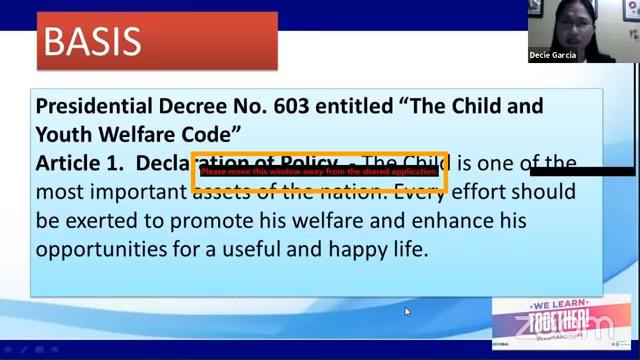 BASIS
Decie Garcia
Presidential Decree No. 603 entitled “The Child and
Youth Welfare Code”
Article 1. Declaration of Policy. - The Child is one of the
Please move this window away from the shared application.
most important assets of the nation. Every effort should
be exerted to promote his welfare and enhance his
opportunities for a useful and happy life.
WE LEARN
TOGETHER!
zoom